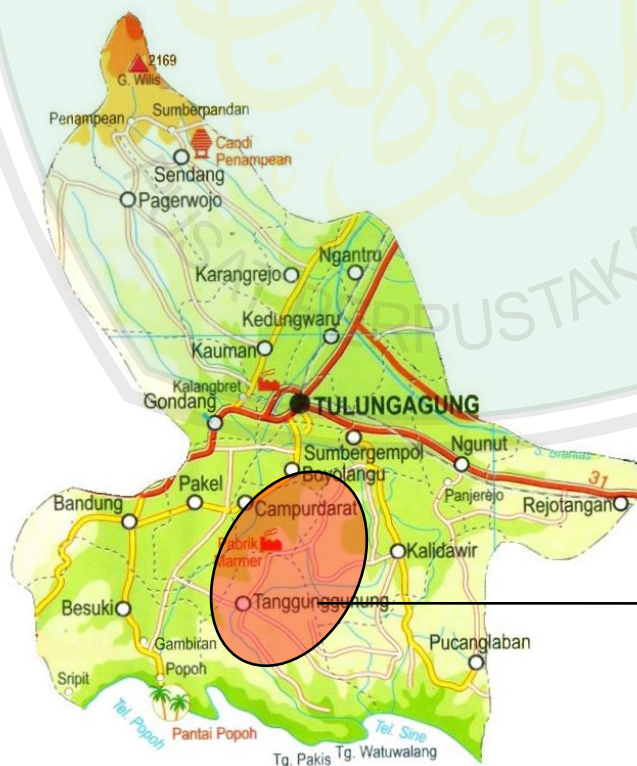 2169
G. Wilis
Penampean
Sumberpandan
Candi
Penampean
Sendang
Pagerwojo
Ngantru
Karangrejo
Kedungwaru
Kauman
Kalangbret
Gondang
TULUNGAGUNG
Sumbergempol
Ngunut
S. Brantas
Boyolangu
31
Panjerejo
Rejotangan
Pakel
Campurdarat
Bandung
Pabrik
Marmer
Kalidawir
Besuki
Tanggunggunung
Gambiran
Pucanglaban
Popoh
Sripit
Tel. Popoh
Pantai Popoh
Tel. Sine
Tg. Pakis
Tg. Watuwalang